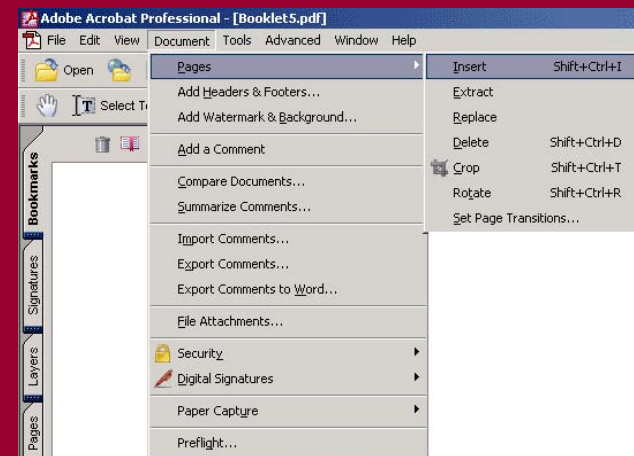 Adobe Acrobat Professional - [Booklet5.pdf]
File Edit View Document Tools Advanced Window Help
Open
Select T
Bookmarks
Signatures
Layers
Pages
Pages
Add Headers & Footers...
Add Watermark & Background...
Add a Comment
Compare Documents...
Summarize Comments...
Import Comments...
Export Comments...
Export Comments to Word...
File Attachments...
Security
Digital Signatures
Paper Capture
Preflight...
Insert Shift+Ctrl+I
Extract
Replace
Delete Shift+Ctrl+D
Crop Shift+Ctrl+T
Rotate Shift+Ctrl+R
Set Page Transitions...